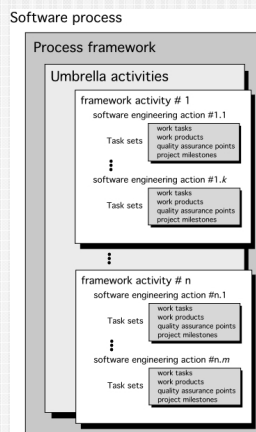 Software process
Process framework
Umbrella activities
framework activity # 1
software engineering action #1.1
Task sets
work tasks
work products
quality assurance points
project milestones
software engineering action #1.k
Task sets
work tasks
work products
quality assurance points
project milestones
framework activity # n
software engineering action #n.1
Task sets
work tasks
work products
quality assurance points
project milestones
software engineering action #n.m
Task sets
work tasks
work products
quality assurance points
project milestones